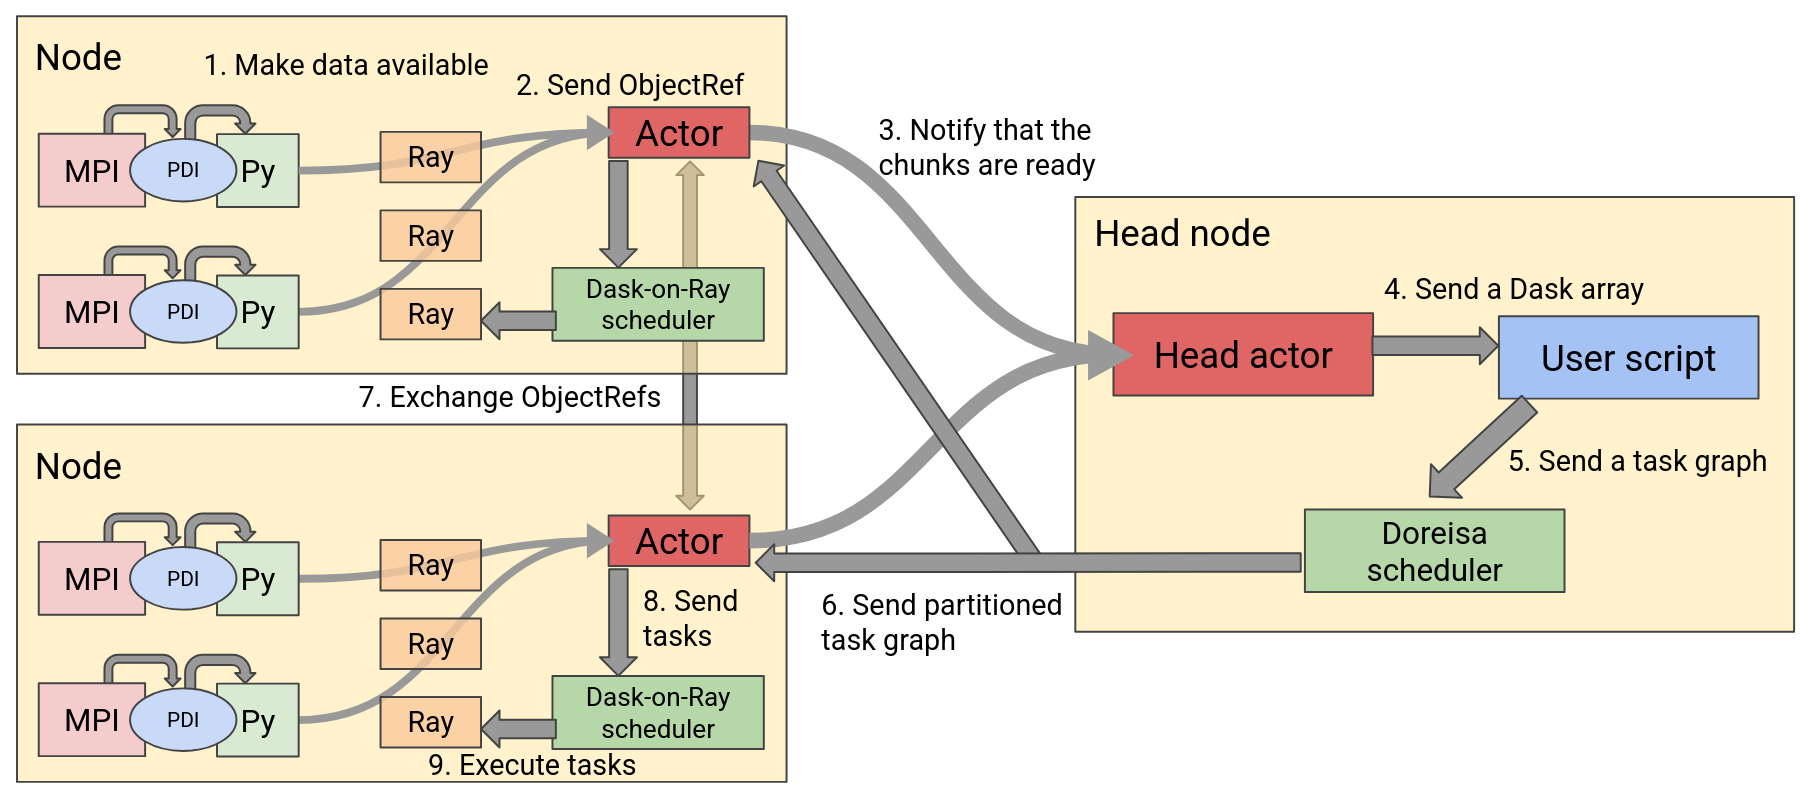 Node
1. Make data available
2. Send ObjectRef
MPI
PDI
Py
Ray
Actor
Ray
MPI
PDI
Py
Ray
Dask-on-Ray
scheduler
3. Notify that the
chunks are ready
7. Exchange ObjectRefs
Node
MPI
PDI
Py
Ray
Actor
Ray
8. Send
tasks
MPI
PDI
Py
Ray
Dask-on-Ray
scheduler
9. Execute tasks
Head node
4. Send a Dask array
Head actor
User script
5. Send a task graph
Doreisa
scheduler
6. Send partitioned
task graph